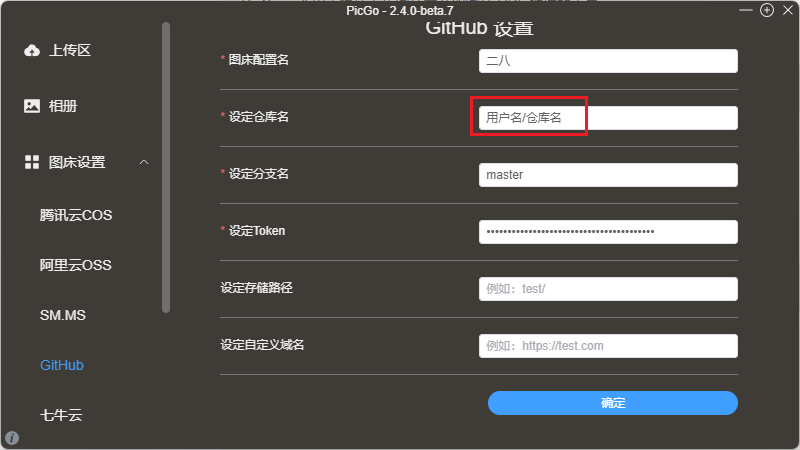 PicGo - 2.4.0-beta.7
GitHub 设置
上传区
相册
图床设置
腾讯云COS
阿里云OSS
SM.MS
GitHub
七牛云
* 图床配置名
二八
* 设定仓库名
用户名/仓库名
* 设定分支名
master
* 设定Token
设定存储路径
例如：test/
设定自定义域名
例如：https://test.com
确定